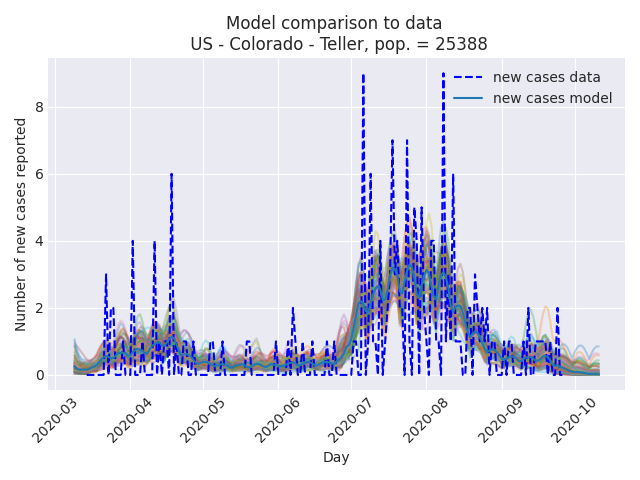 Model comparison to data
US - Colorado - Teller, pop. = 25388
new cases data
new cases model
Number of new cases reported
8
6
4
2
0
2020-03
2020-04
2020-05
2020-06
2020-07
2020-08
2020-09
2020-10
Day